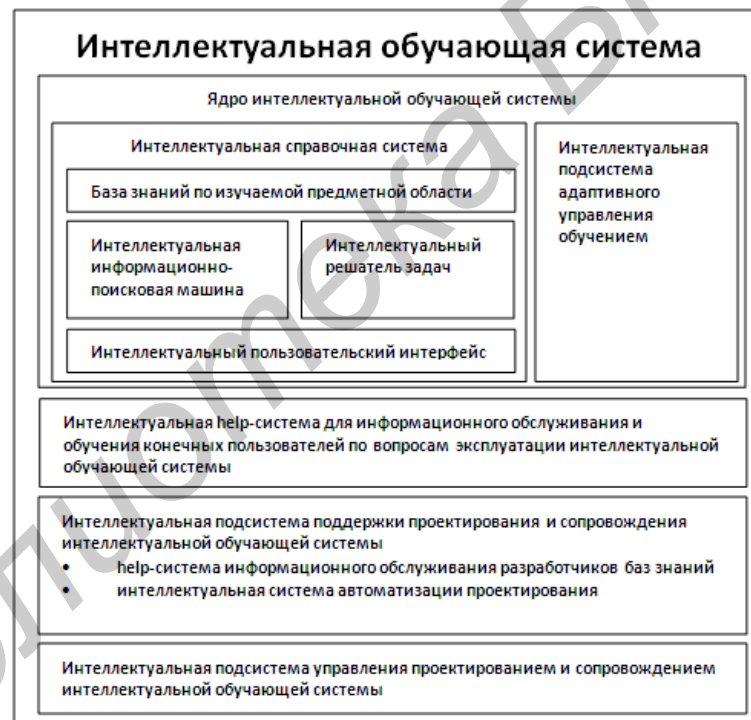 Интеллектуальная обучающая система
Ядро интеллектуальной обучающей системы
Интеллектуальная справочная система
База знаний по изучаемой предметной области
Интеллектуальная
информационно-
поисковая машина
Интеллектуальный
решатель задач
Интеллектуальный пользовательский интерфейс
Интеллектуальная
подсистема
адаптивного
управления
обучением
Интеллектуальная help-система для информационного обслуживания и
обучения конечных пользователей по вопросам эксплуатации интеллектуальной
обучающей системы
Интеллектуальная подсистема поддержки проектирования и сопровождения
интеллектуальной обучающей системы
• help-система информационного обслуживания разработчиков баз знаний
• интеллектуальная система автоматизации проектирования
Интеллектуальная подсистема управления проектированием и сопровождением
интеллектуальной обучающей системы